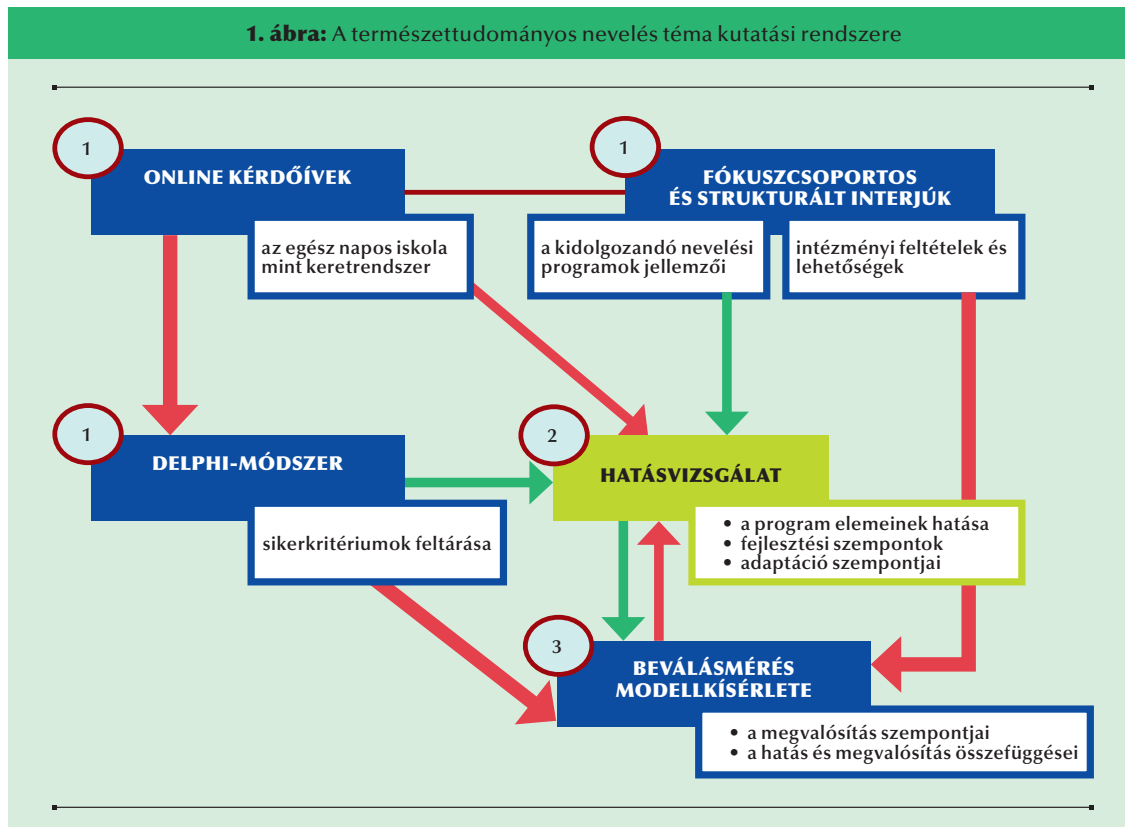 1. ábra: A természettudományos nevelés téma kutatási rendszere
1
ONLINE KÉRDŐÍVEK
az egész napos iskola
mint keretrendszer
1
FÓKUSZCSOPORTOS
ÉS STRUKTURÁLT INTERJÚK
a kidolgozandó nevelési
programok jellemzői
intézményi feltételek és
lehetőségek
1
DELPHI-MÓDSZER
sikerkritériumok feltárása
2
HATÁSVIZSGÁLAT
• a program elemeinek hatása
• fejlesztési szempontok
• adaptáció szempontjai
3
BEVÁLÁSMÉRÉS
MODELLKÍSÉRLETE
• a megvalósítás szempontjai
• a hatás és megvalósítás összefüggései